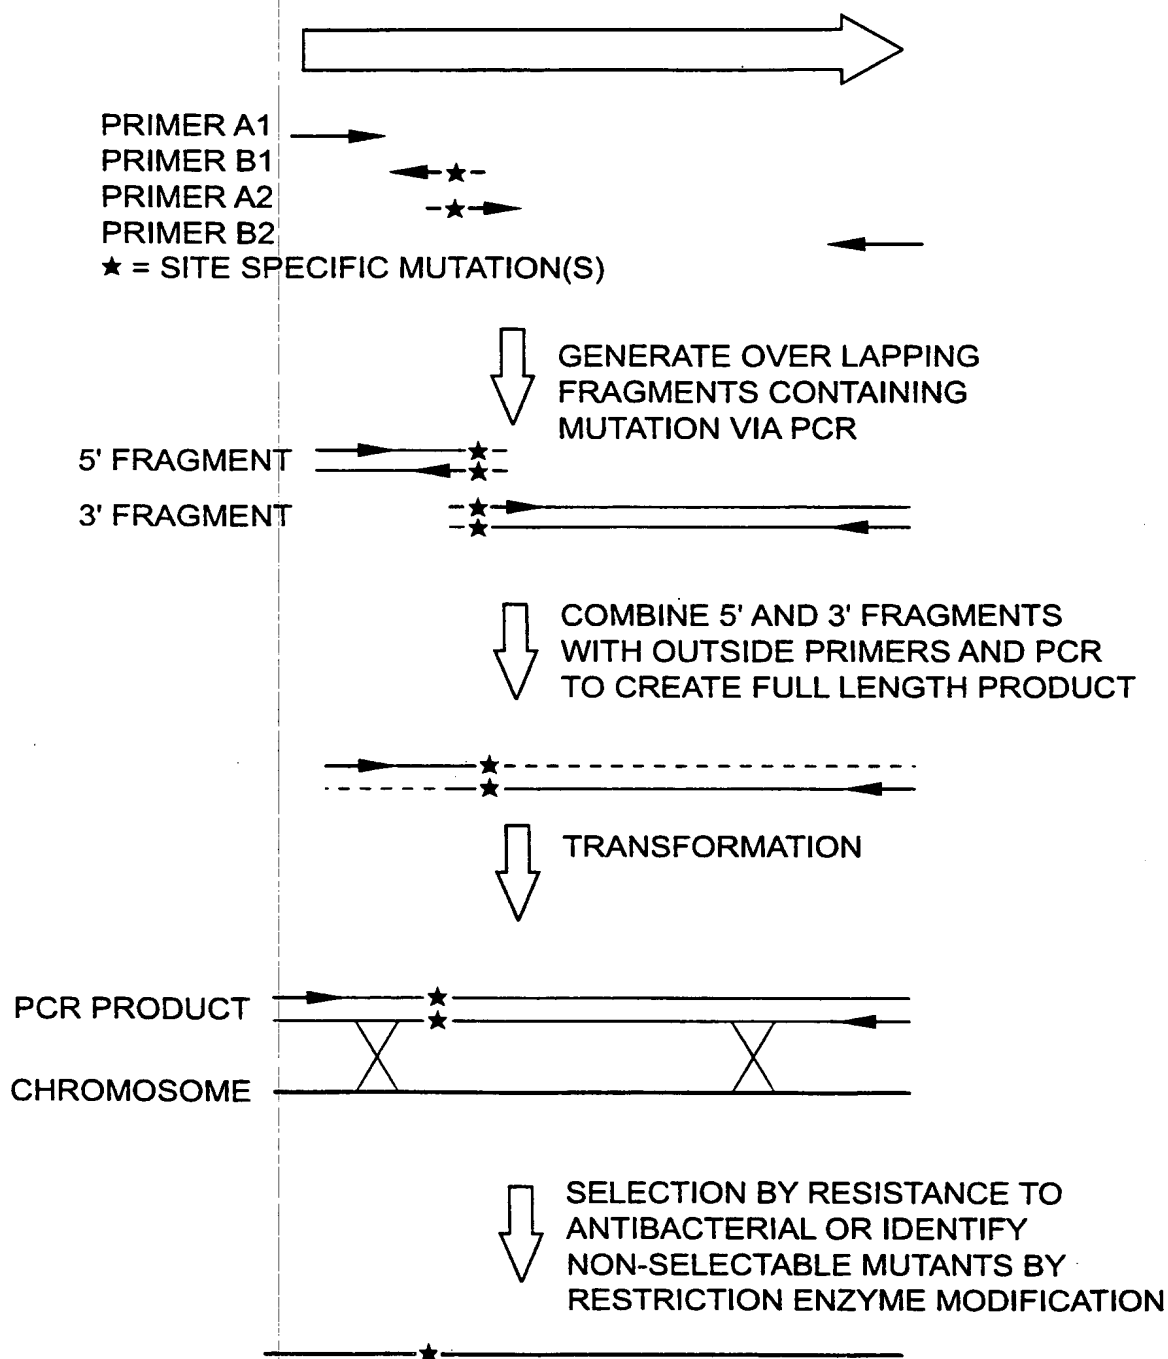 PRIMER A1
PRIMER B1
PRIMER A2
PRIMER B2
★ = SITE SPECIFIC MUTATION(S)
GENERATE OVER LAPPING
FRAGMENTS CONTAINING
MUTATION VIA PCR
5' FRAGMENT
3' FRAGMENT
COMBINE 5' AND 3' FRAGMENTS
WITH OUTSIDE PRIMERS AND PCR
TO CREATE FULL LENGTH PRODUCT
TRANSFORMATION
PCR PRODUCT
CHROMOSOME
SELECTION BY RESISTANCE TO
ANTIBACTERIAL OR IDENTIFY
NON-SELECTABLE MUTANTS BY
RESTRICTION ENZYME MODIFICATION